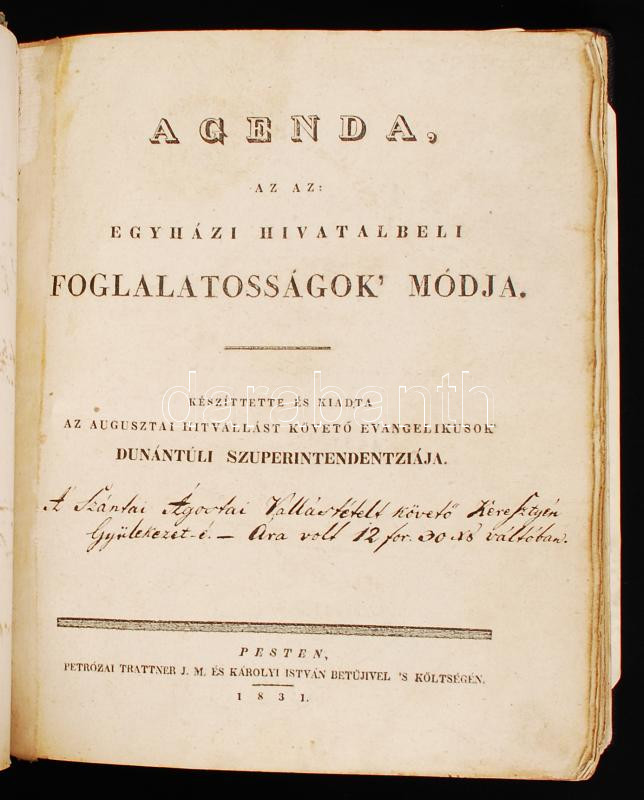 AGENDA,
AZ AZ:
EGYHÁZI HIVATALBELI
FOGLALATOSSÁGOK' MÓDJA.
KÉSZÍTTETTE ÉS KIADTA
darabanth
AZ AUGUSZTAI HITVALLÁST KÖVETŐ EVANGELIKUSOK'
DUNÁNTÚLI SZUPERINTENDENTZIÁJA.
A Szántai Ágostai Vallástételt követő Keresztyén
Gyülekezet-é. — Ára volt 12 for. 30 xr váltóban.
PESTEN,
PETRÓZAI TRATTNER J. M. ÉS KÁROLYI ISTVÁN BETŰJIVEL 'S KÖLTSÉGÉN.
1831.